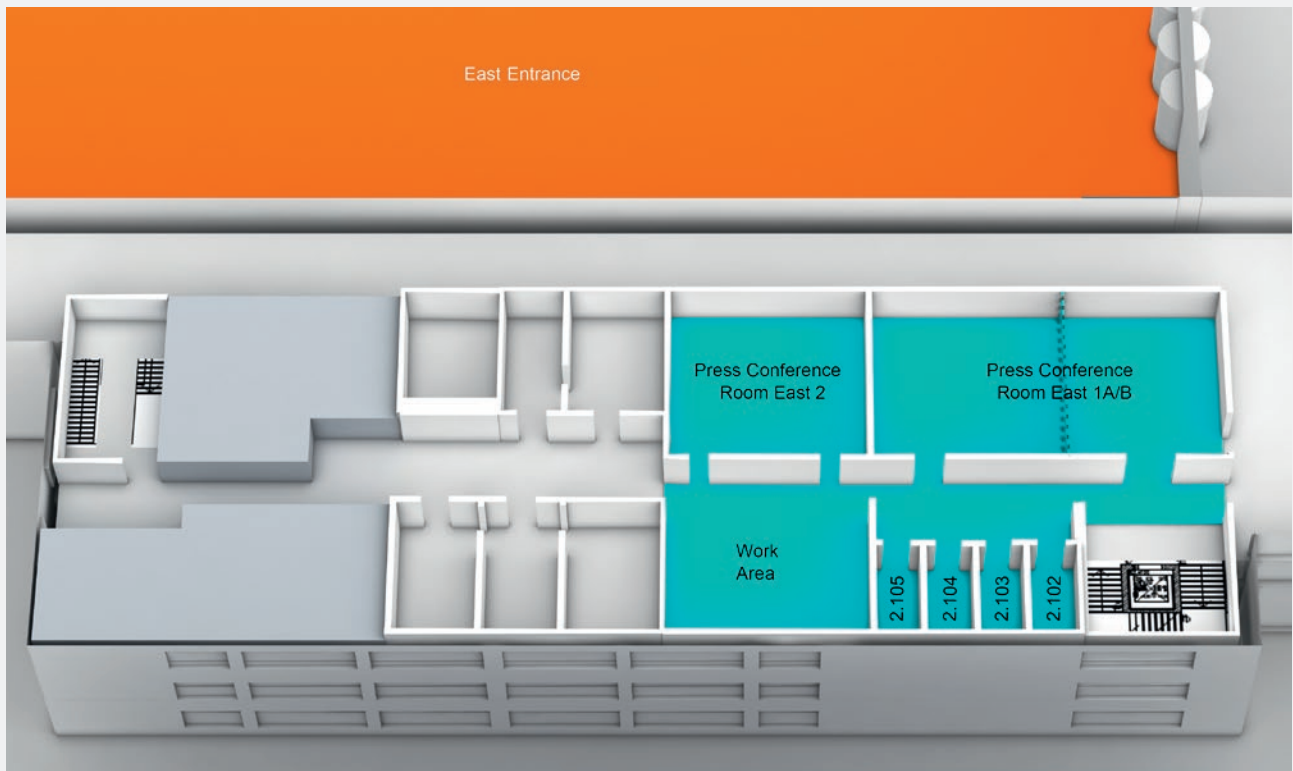 East Entrance
Press Conference
Room East 2
Press Conference
Room East 1A/B
Work
Area
2.105
2.104
2.103
2.102